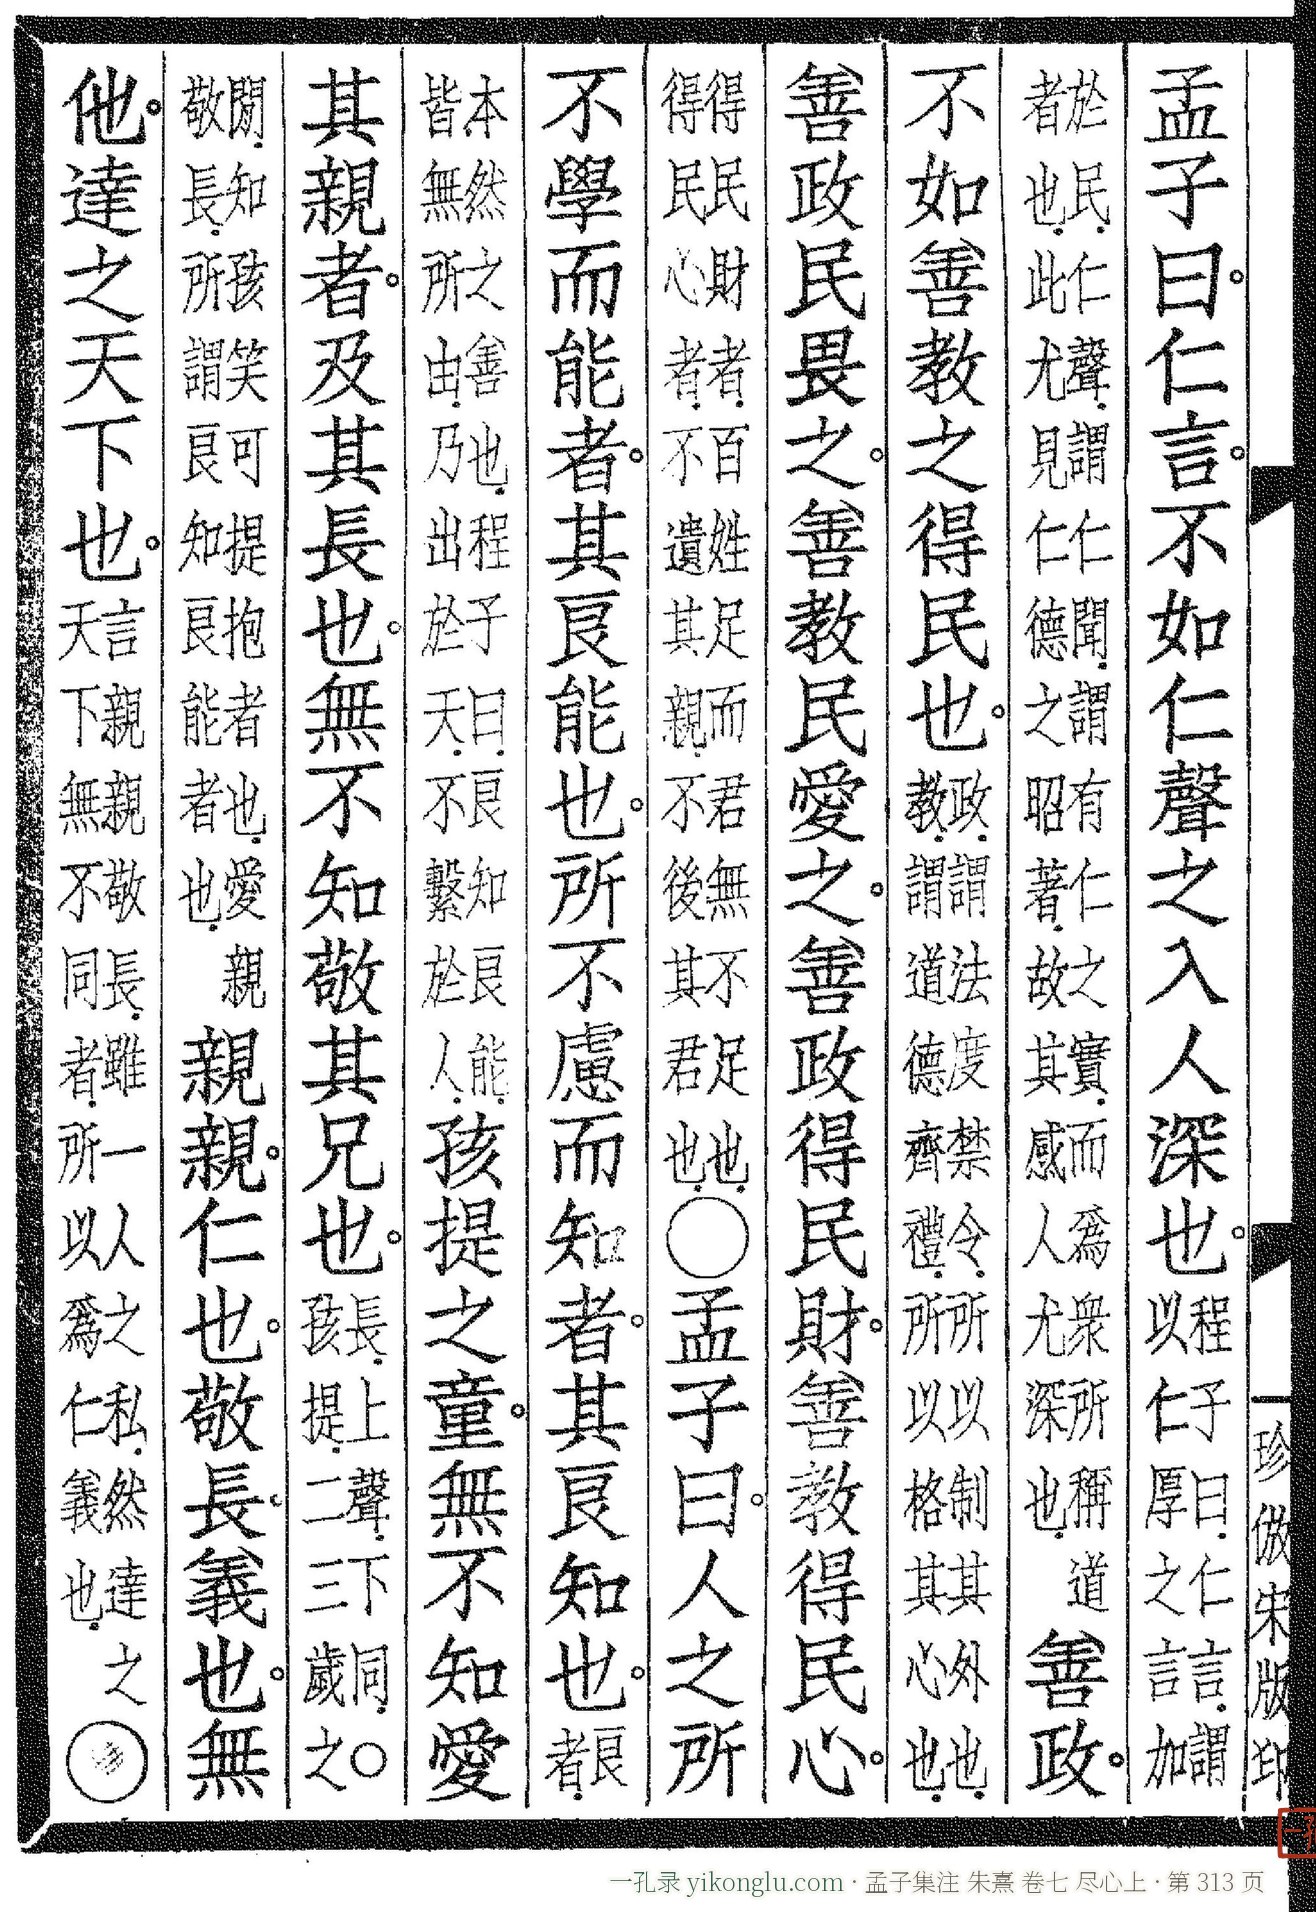 珍倣宋版印
孟子曰。仁言。不如仁聲之入人深也。程子曰。仁言。謂
以仁厚之言加
於民。仁聲。謂仁聞。謂有仁之實。而爲衆所稱道
者也。此尤見仁德之昭著。故其感人尤深也。善政。
不如善教之得民也。政。謂法度禁令。所以制其外也。
教。謂道德齊禮。所以格其心也。
善政民畏之。善教民愛之。善政得民財。善教得民心。
得民財者。百姓足而君無不足也。
得民心者。不遺其親。不後其君也。○孟子曰。人之所
不學而能者。其良能也。所不慮而知者。其良知也。良
者。
本然之善也。程子曰。良知良能。
皆無所由。乃出於天。不繫於人。孩提之童。無不知愛
其親者。及其長也。無不知敬其兄也。長。上聲。下同。○
孩提。二三歲之
閒。知孩笑可提抱者也。愛親
敬長。所謂良知良能者也。親親。仁也。敬長。義也。無
他。達之天下也。言親親敬長。雖一人之私。然達之
天下無不同者。所以爲仁義也。○
一孔录 yikonglu.com · 孟子集注 朱熹 卷七 尽心上 · 第 313 页